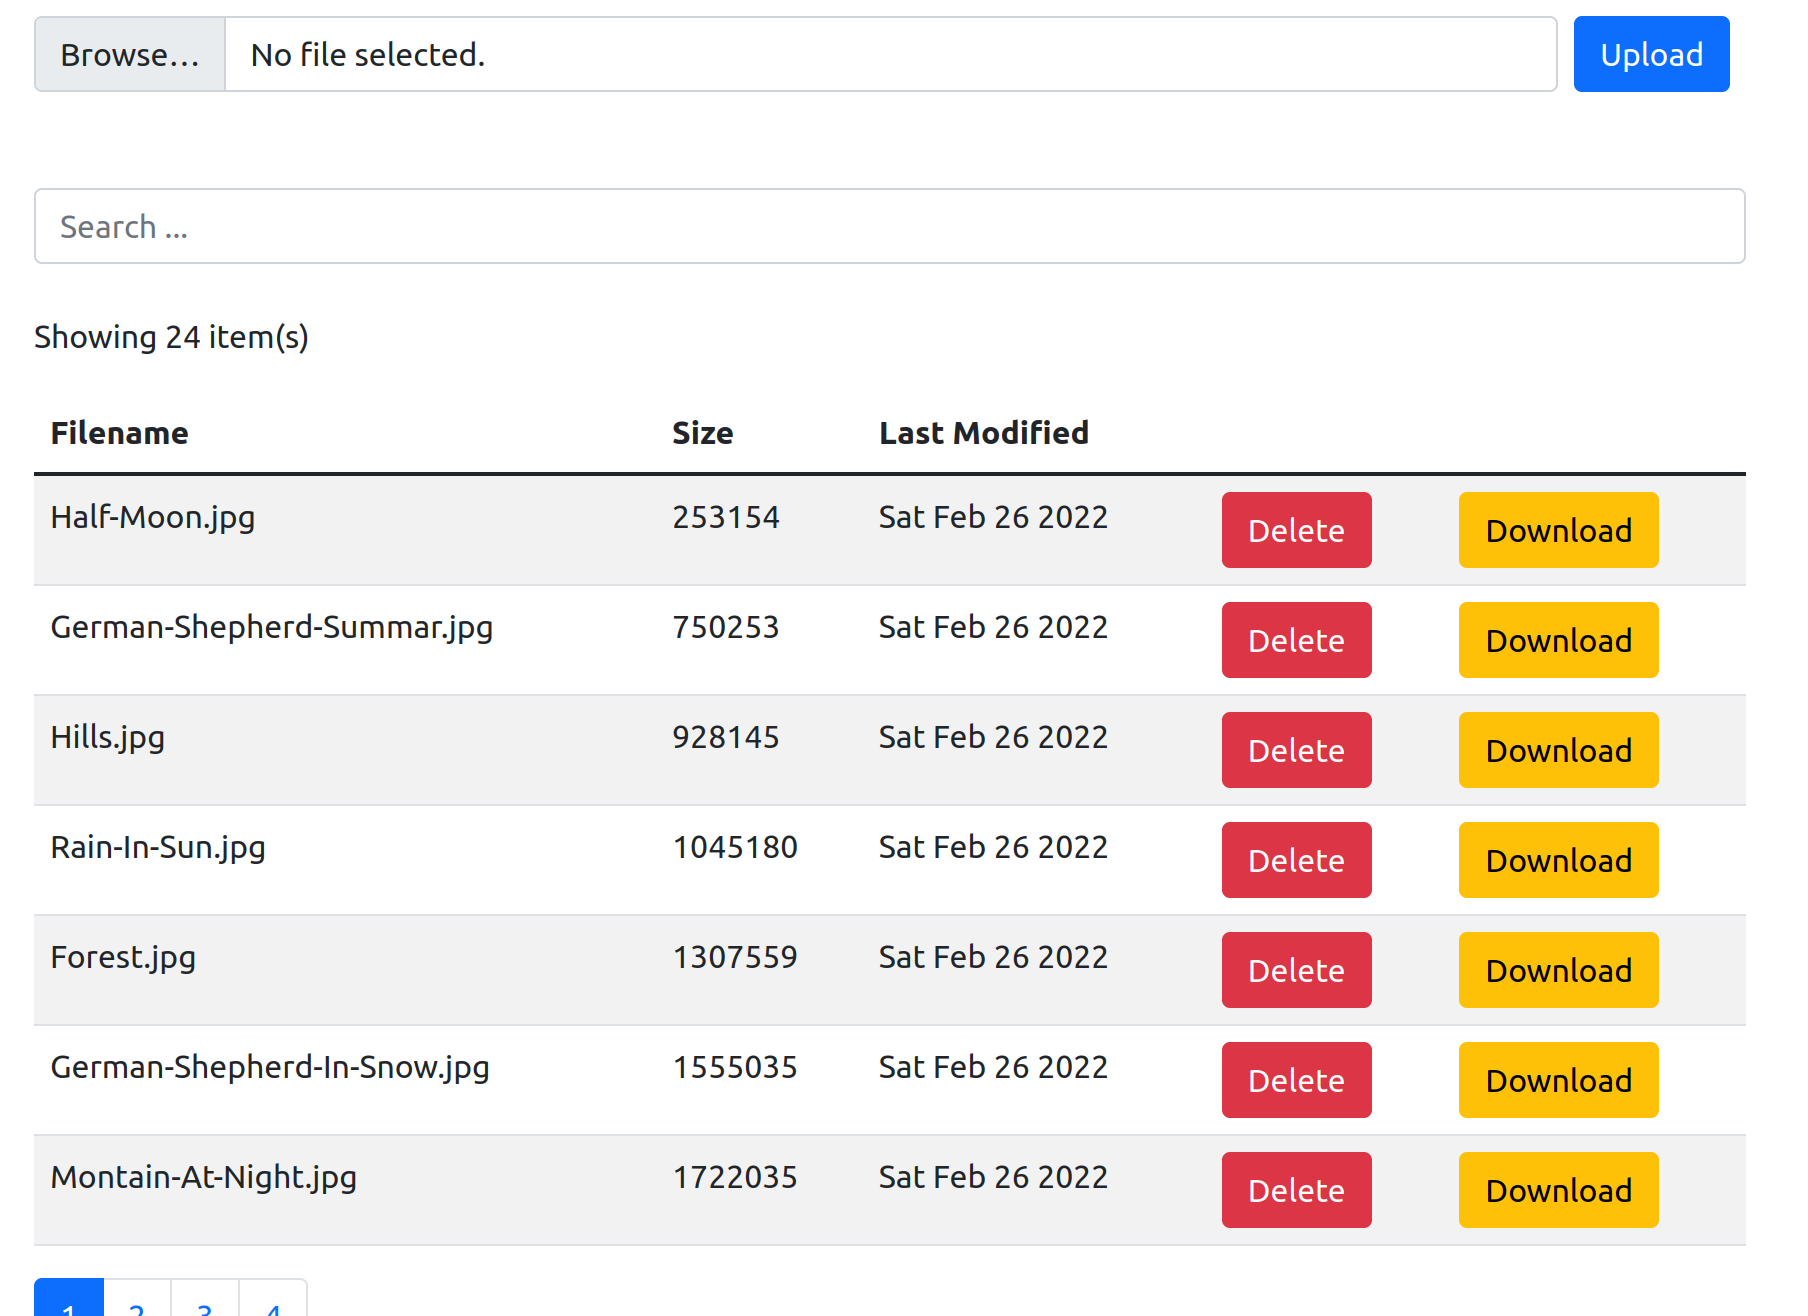 Browse... No file selected. Upload
Search ...
Showing 24 item(s)
Filename Size Last Modified
Half-Moon.jpg 253154 Sat Feb 26 2022 Delete Download
German-Shepherd-Summar.jpg 750253 Sat Feb 26 2022 Delete Download
Hills.jpg 928145 Sat Feb 26 2022 Delete Download
Rain-In-Sun.jpg 1045180 Sat Feb 26 2022 Delete Download
Forest.jpg 1307559 Sat Feb 26 2022 Delete Download
German-Shepherd-In-Snow.jpg 1555035 Sat Feb 26 2022 Delete Download
Montain-At-Night.jpg 1722035 Sat Feb 26 2022 Delete Download
1 2 3 4